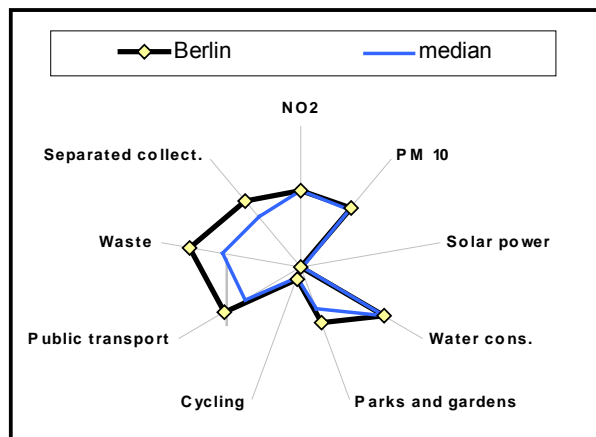 Berlin median
NO2
Separated collect. PM 10
Waste Solar power
Public transport Water cons.
Cycling Parks and gardens